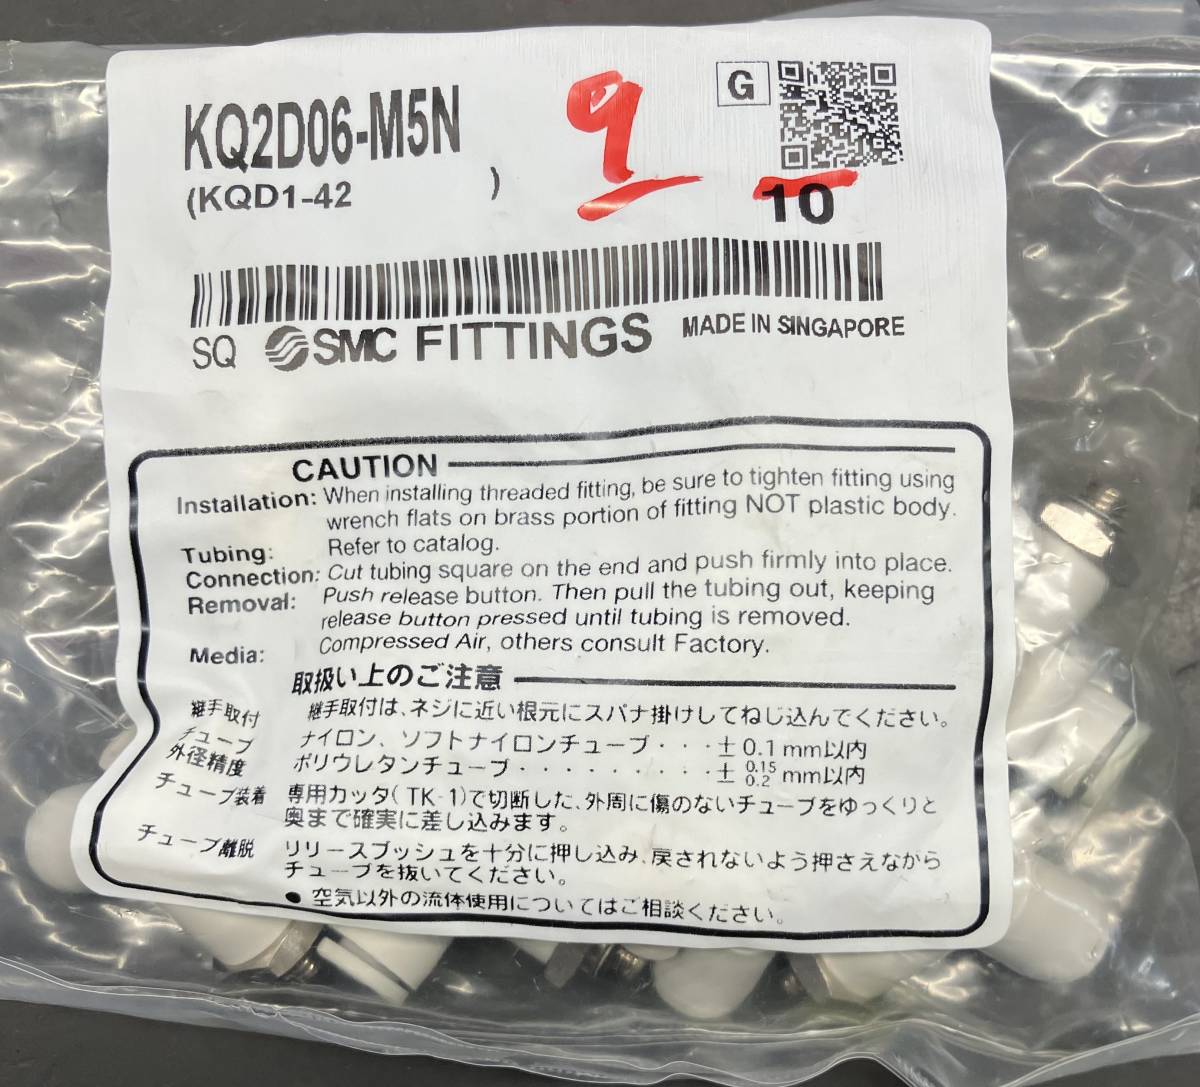 KQ2D06-M5N
(KQD1-42 )
9
G
10
SQ SMC FITTINGS MADE IN SINGAPORE
CAUTION
Installation: When installing threaded fitting, be sure to tighten fitting using
wrench flats on brass portion of fitting NOT plastic body.
Tubing: Refer to catalog.
Connection: Cut tubing square on the end and push firmly into place.
Removal: Push release button. Then pull the tubing out, keeping
release button pressed until tubing is removed.
Media: Compressed Air, others consult Factory.
取扱い上のご注意
継手取付 継手取付は、ネジに近い根元にスパナ掛けしてねじ込んでください。
チューブ ナイロン、ソフトナイロンチューブ・・・± 0.1 mm以内
外径精度 ポリウレタンチューブ・・・・・・・・・± 0.15 0.2 mm以内
チューブ装着 専用カッタ(TK-1)で切断した、外周に傷のないチューブをゆっくりと
奥まで確実に差し込みます。
チューブ離脱 リリースブッシュを十分に押し込み、戻されないよう押さえながら
チューブを抜いてください。
● 空気以外の流体使用についてはご相談ください。